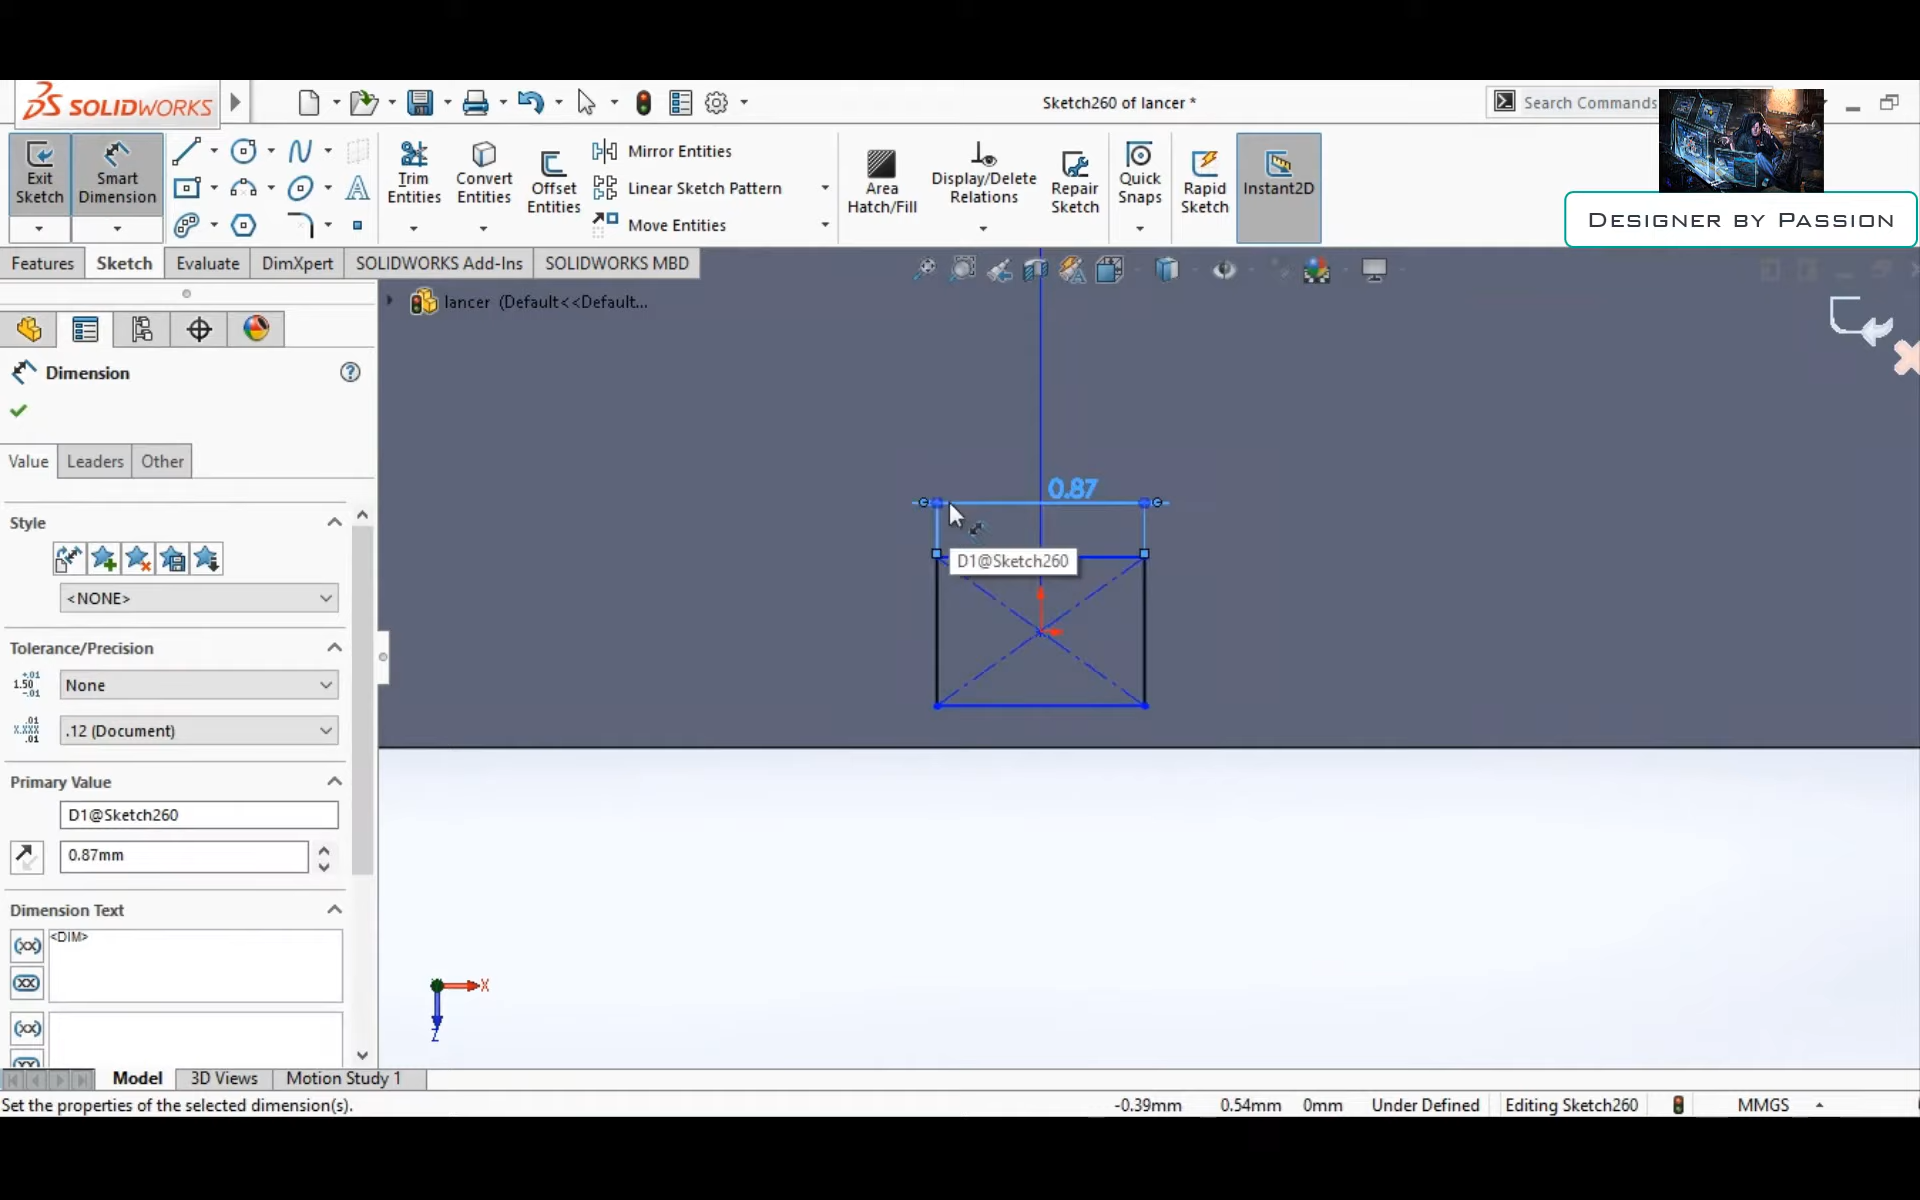 SOLIDWORKS
Sketch260 of lancer *
Search Commands
Exit Sketch
Smart Dimension
Trim Entities
Convert Entities
Offset Entities
Mirror Entities
Linear Sketch Pattern
Move Entities
Area Hatch/Fill
Display/Delete Relations
Repair Sketch
Quick Snaps
Rapid Sketch
Instant2D
Designer by Passion
Features
Sketch
Evaluate
DimXpert
SOLIDWORKS Add-Ins
SOLIDWORKS MBD
lancer (Default<<Default...
Dimension
Value
Leaders
Other
Style
<NONE>
Tolerance/Precision
None
.12 (Document)
Primary Value
D1@Sketch260
0.87mm
Dimension Text
<DIM>
0.87
D1@Sketch260
X
Z
Model
3D Views
Motion Study 1
Set the properties of the selected dimension(s).
-0.39mm
0.54mm
0mm
Under Defined
Editing Sketch260
MMGS